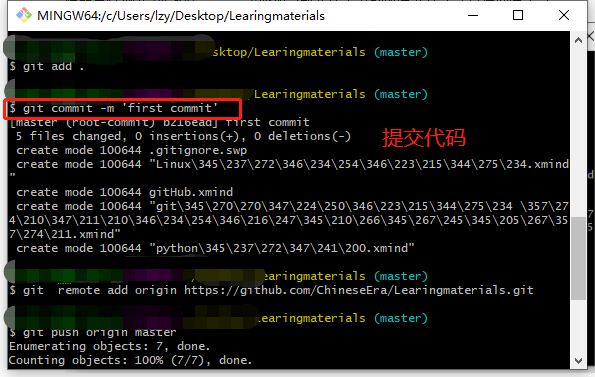 MINGW64:/c/Users/lzy/Desktop/Learingmaterials
sktop/Learingmaterials (master)
$ git add .
Learingmaterials (master)
$ git commit -m 'first commit'
[master (root-commit) b216ead] first commit
5 files changed, 0 insertions(+), 0 deletions(-)
提交代码
create mode 100644 .gitignore.swp
create mode 100644 "Linux\345\237\272\346\234\254\346\223\215\344\275\234.xmind
"
create mode 100644 gitHub.xmind
create mode 100644 "git\345\270\270\347\224\250\346\223\215\344\275\234 \357\27
4\210\347\211\210\346\234\254\346\216\247\345\210\266\345\267\245\345\205\267\35
7\274\211.xmind"
create mode 100644 "python\345\237\272\347\241\200.xmind"
Learingmaterials (master)
$ git  remote add origin https://github.com/ChineseEra/Learingmaterials.git
Learingmaterials (master)
$ git push origin master
Enumerating objects: 7, done.
Counting objects: 100% (7/7), done.